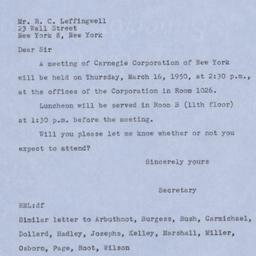 Mr. R. C. Leffingwell
23 Wall Street
New York 8, New York
Dear Sir
A meeting of Carnegie Corporation of New York
will be held on Thursday, March 16, 1950, at 2:30 p.m.,
at the offices of the Corporation in Room 1026.
Luncheon will be served in Room B (11th floor)
at 1:30 p.m. before the meeting.
Will you please let me know whether or not you
expect to attend?
Sincerely yours
Secretary
RML:df
Similar letter to Arbuthnot, Burgess, Bush, Carmichael,
Dollard, Hadley, Josephs, Kelley, Marshall, Miller,
Osborn, Page, Root, Wilson